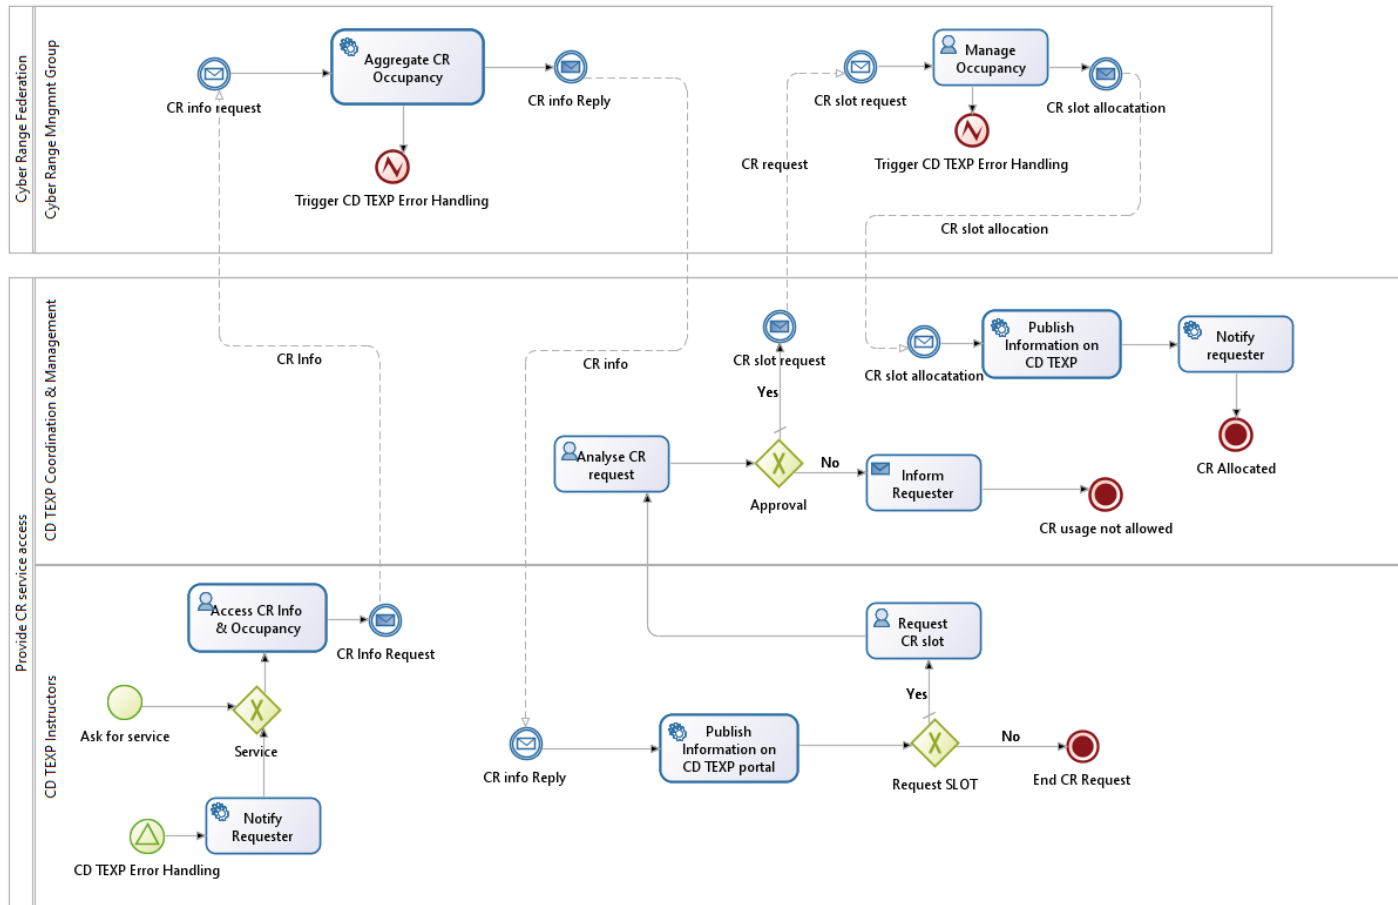 Cyber Range Federation
Cyber Range Mngmnt Group
CR info request
Aggregate CR
Occupancy
CR info Reply
Trigger CD TEXP Error Handling
CR slot request
Manage
Occupancy
CR slot allocatation
Trigger CD TEXP Error Handling
CR request
CR slot allocation
Provide CR service access
CD TEXP Coordination & Management
CR Info
CR info
CR slot request
Yes
CR slot allocatation
Publish
Information on
CD TEXP
Notify
requester
CR Allocated
Analyse CR
request
Approval
No
Inform
Requester
CR usage not allowed
CD TEXP Instructors
Access CR Info
& Occupancy
CR Info Request
Ask for service
Service
Notify
Requester
CD TEXP Error Handling
CR info Reply
Publish
Information on
CD TEXP portal
Request
CR slot
Yes
Request SLOT
No
End CR Request